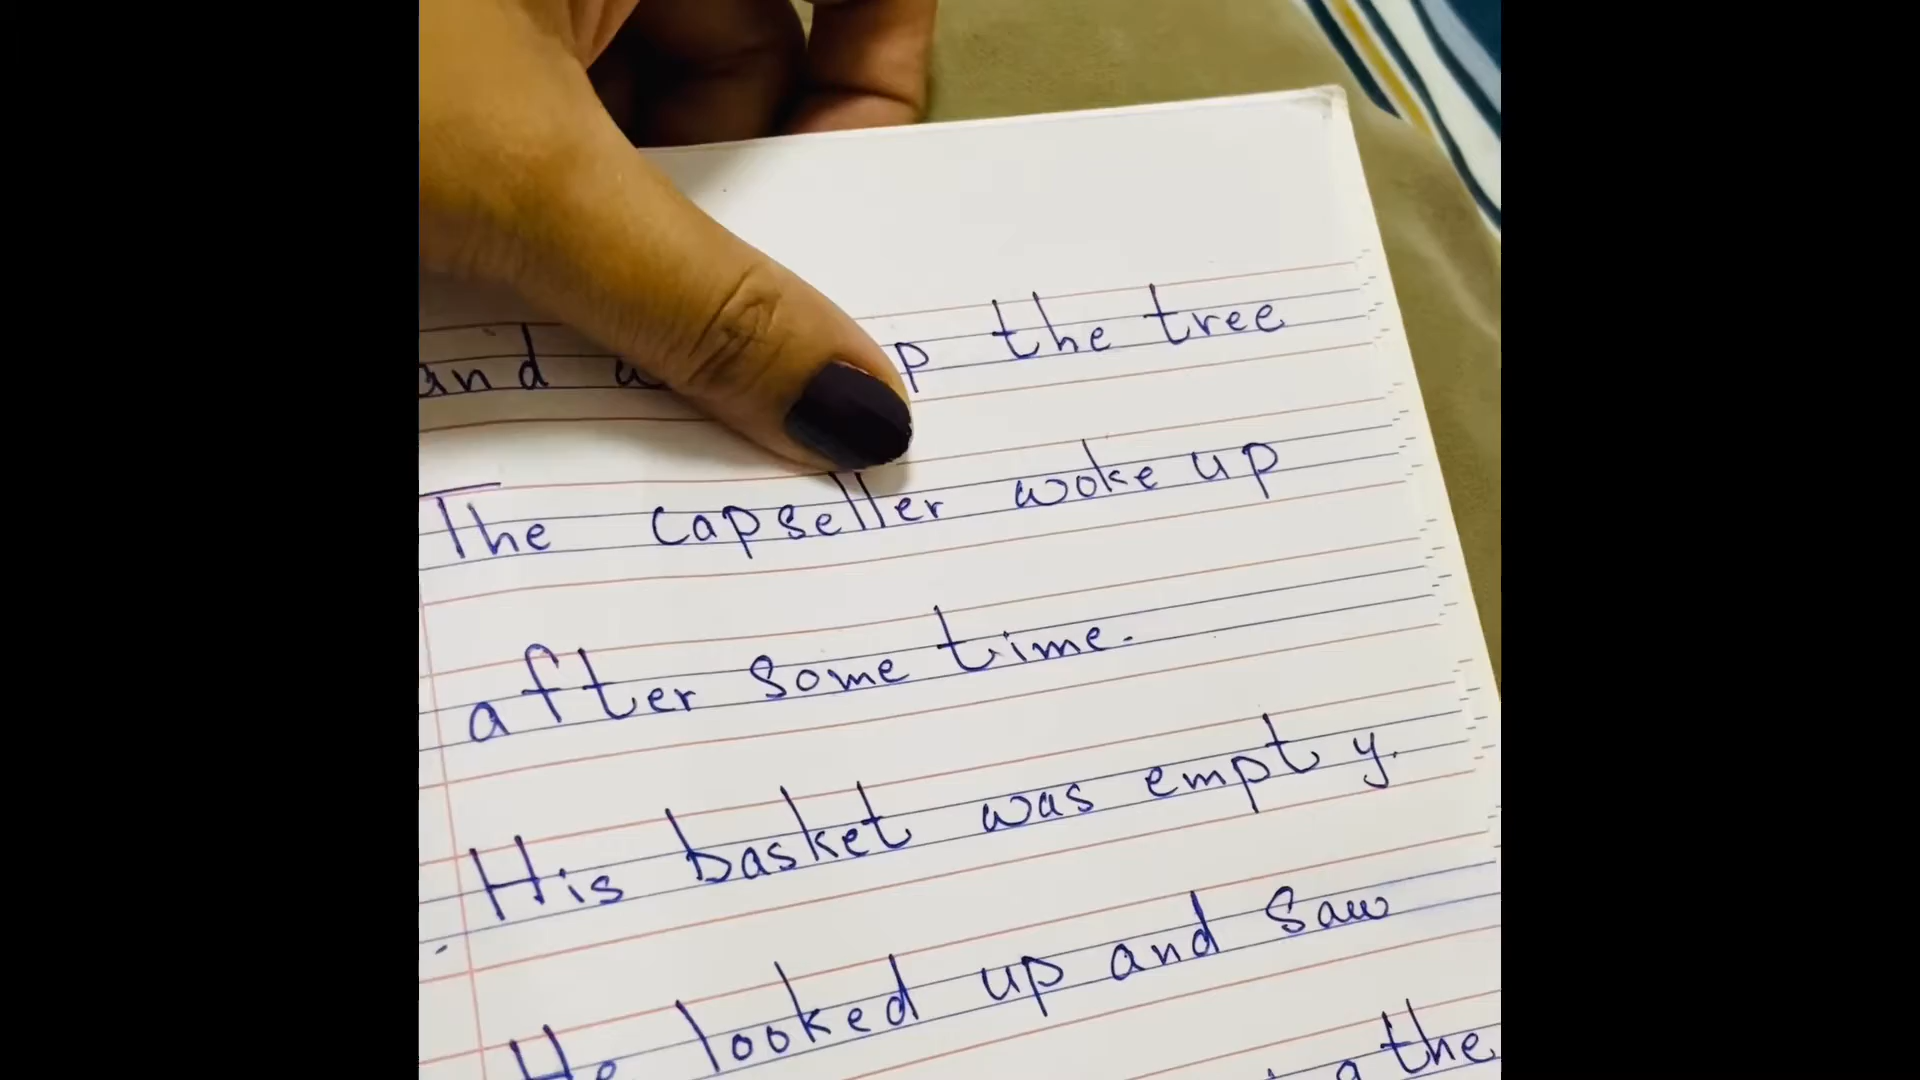 and the tree
The capseller woke up
after some time.
His basket was empty.
He looked up and saw
the